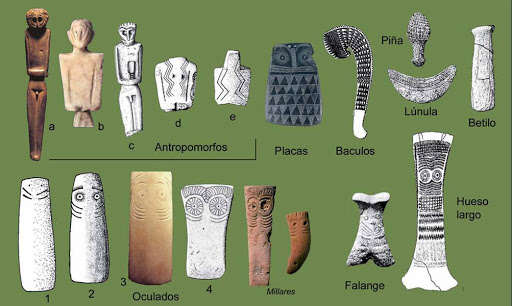 Piña
Lúnula
Betilo
a
b
c
d
e
Antropomorfos
Placas
Baculos
Hueso
largo
1
2
3
Oculados
4
Millares
Falange